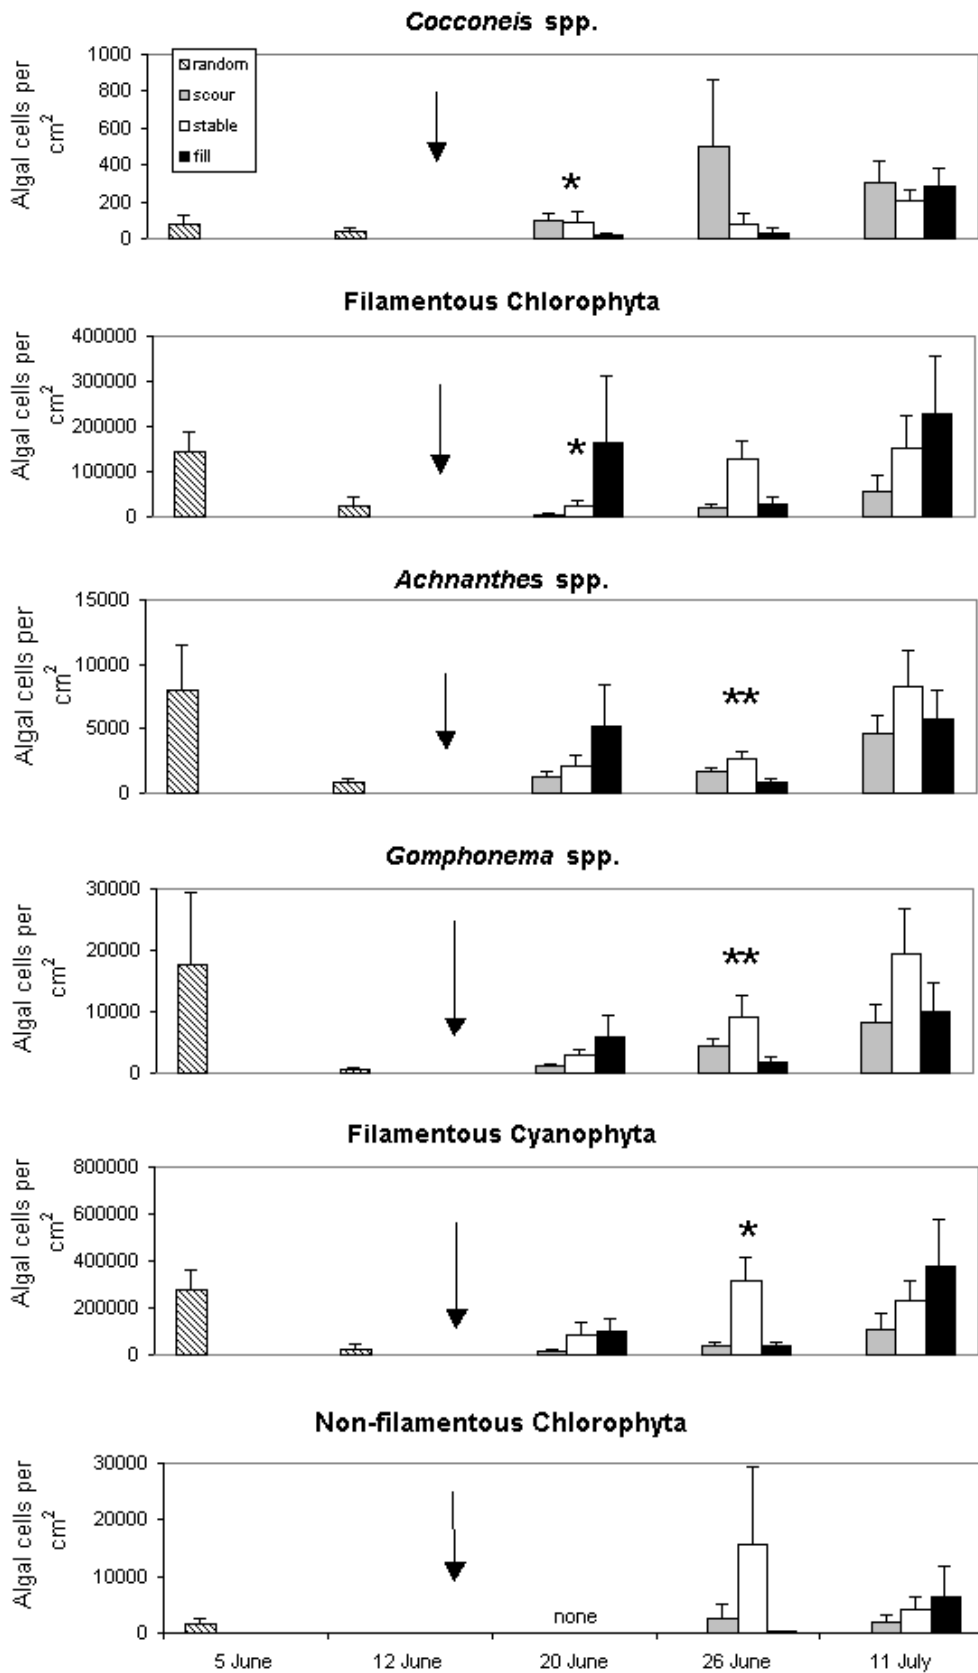 Cocconeis spp.
Algal cells per
cm²
1000
800
600
400
200
0
random
scour
stable
fill
*
Filamentous Chlorophyta
Algal cells per
cm²
400000
300000
200000
100000
0
*
Achnanthes spp.
Algal cells per
cm²
15000
10000
5000
0
**
Gomphonema spp.
Algal cells per
cm²
30000
20000
10000
0
**
Filamentous Cyanophyta
Algal cells per
cm²
800000
600000
400000
200000
0
*
Non-filamentous Chlorophyta
Algal cells per
cm²
30000
20000
10000
0
none
5 June 12 June 20 June 26 June 11 July